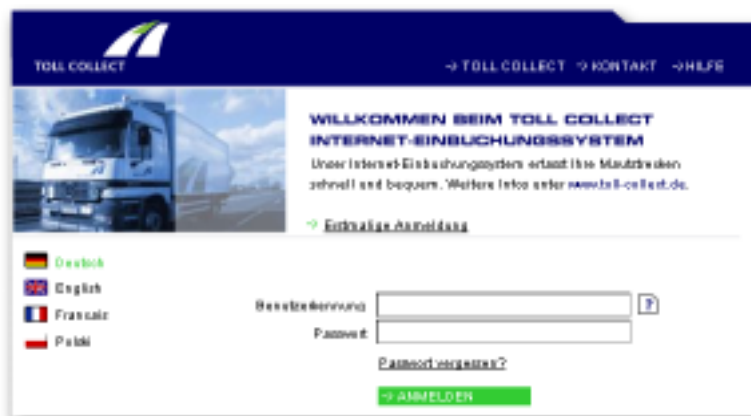 TOLL COLLECT
→ TOLL COLLECT → KONTAKT → HILFE
WILLKOMMEN BEIM TOLL COLLECT
INTERNET-EINBUCHUNGSSYSTEM
Unser Internet-Einbuchungssystem erfasst Ihre Mautstrecken
schnell und bequem. Weitere Infos unter www.toll-collect.de.
→ Erstmalige Anmeldung
Deutsch
English
Francais
Polski
Benutzerkennung
?
Passwort
Passwort vergessen?
→ ANMELDEN